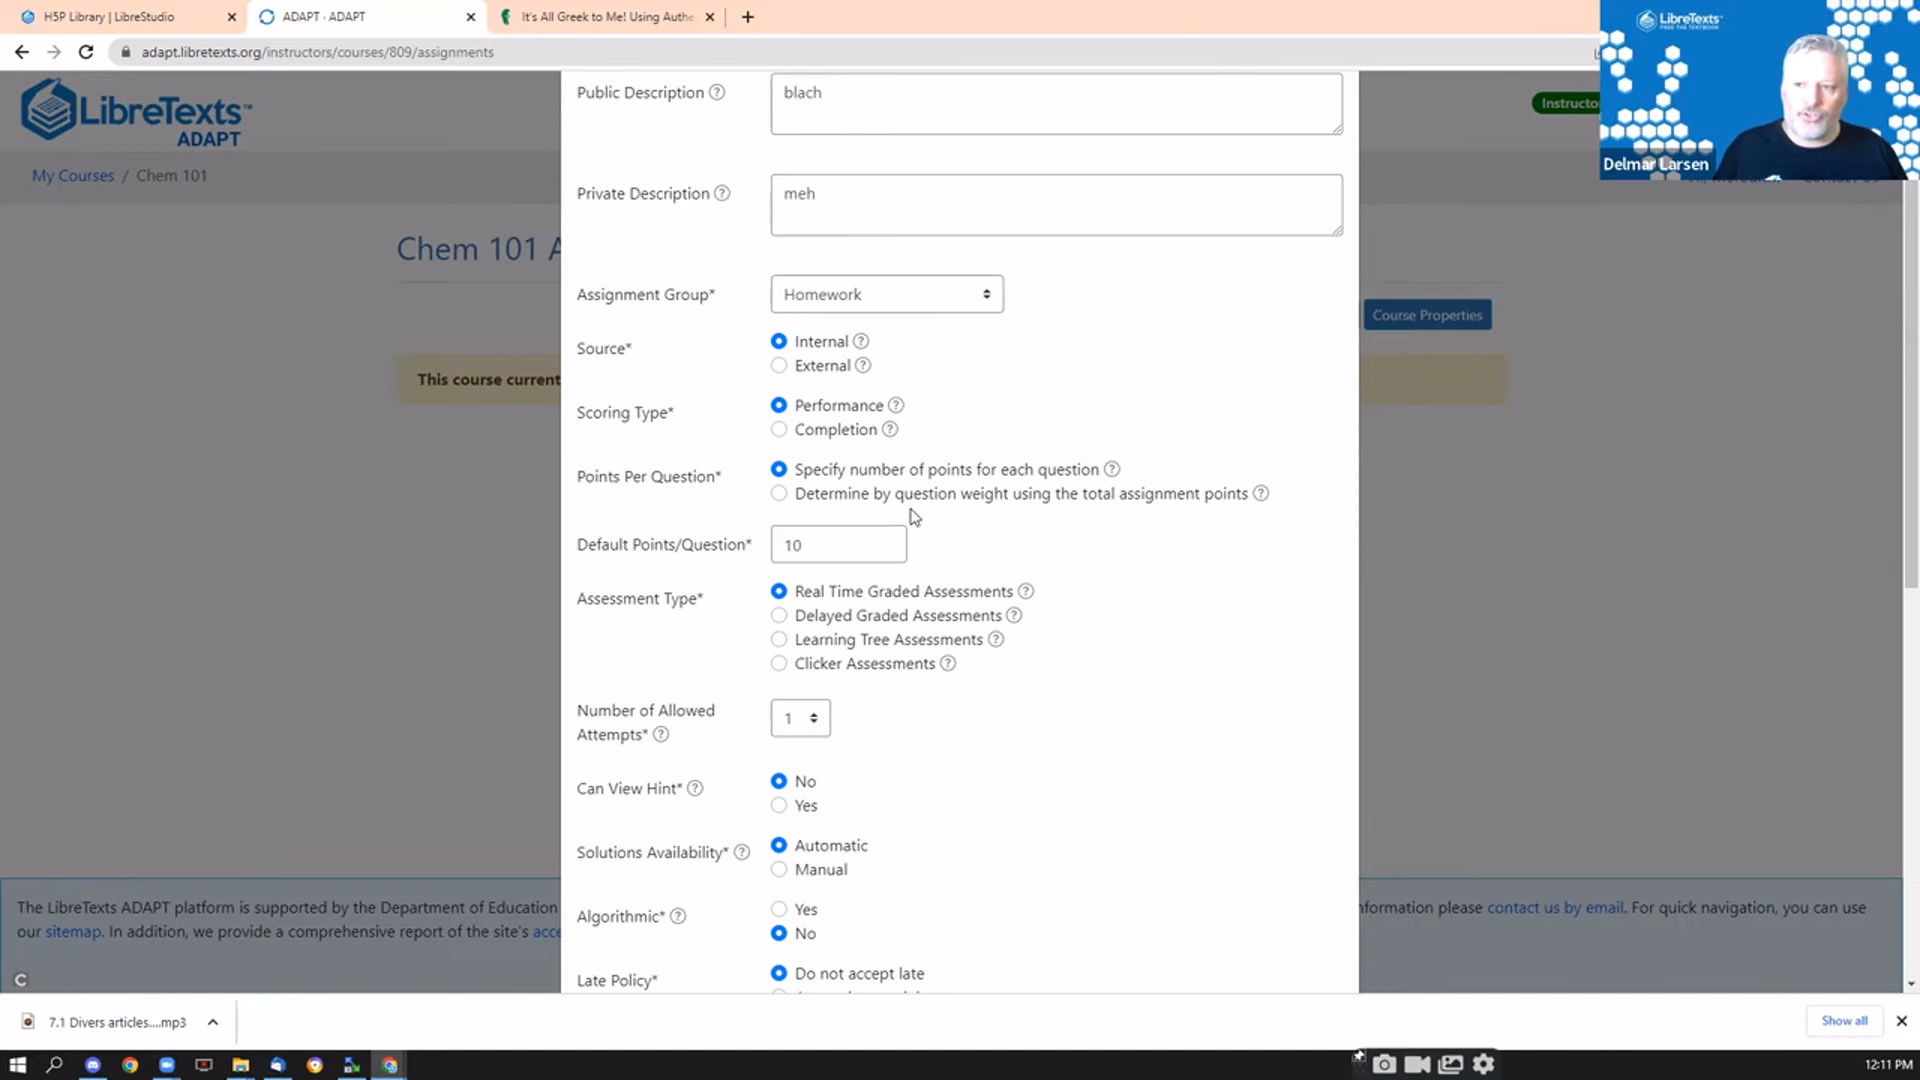 H5P Library | LibreStudio
ADAPT - ADAPT
It's All Greek to Me! Using Authe
adapt.libretexts.org/instructors/courses/809/assignments
LibreTexts™
ADAPT
My Courses / Chem 101
Chem 101 A
This course current
Course Properties
Instructo
LibreTexts™
FREE THE TEXTBOOK
Delmar Larsen
Public Description ?
blach
Private Description ?
meh
Assignment Group*
Homework
Source*
Internal ?
External ?
Scoring Type*
Performance ?
Completion ?
Points Per Question*
Specify number of points for each question ?
Determine by question weight using the total assignment points ?
Default Points/Question*
10
Assessment Type*
Real Time Graded Assessments ?
Delayed Graded Assessments ?
Learning Tree Assessments ?
Clicker Assessments ?
Number of Allowed
Attempts* ?
1
Can View Hint* ?
No
Yes
Solutions Availability* ?
Automatic
Manual
Algorithmic* ?
Yes
No
Late Policy*
Do not accept late
The LibreTexts ADAPT platform is supported by the Department of Education
formation please contact us by email. For quick navigation, you can use
our sitemap. In addition, we provide a comprehensive report of the site's acce
7.1 Divers articles....mp3
Show all
12:11 PM